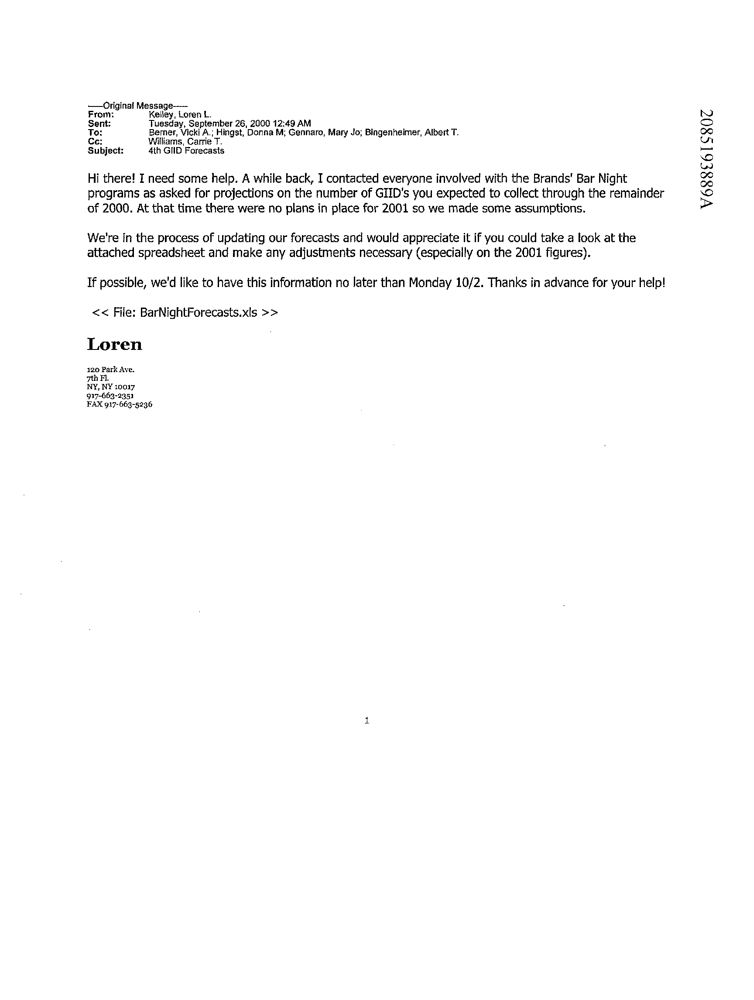 -----Original Message-----
From: Keiley, Loren L.
Sent: Tuesday, September 26, 2000 12:49 AM
To: Berner, Vicki A.; Hingst, Donna M; Gennaro, Mary Jo; Bingenheimer, Albert T.
Cc: Williams, Carrie T.
Subject: 4th GIID Forecasts
Hi there! I need some help. A while back, I contacted everyone involved with the Brands' Bar Night
programs as asked for projections on the number of GIID's you expected to collect through the remainder
of 2000. At that time there were no plans in place for 2001 so we made some assumptions.
We're in the process of updating our forecasts and would appreciate it if you could take a look at the
attached spreadsheet and make any adjustments necessary (especially on the 2001 figures).
If possible, we'd like to have this information no later than Monday 10/2. Thanks in advance for your help!
<< File: BarNightForecasts.xls >>
Loren
120 Park Ave.
7th Fl.
NY, NY 10017
917-663-2351
FAX 917-663-5236
1
2085193889A